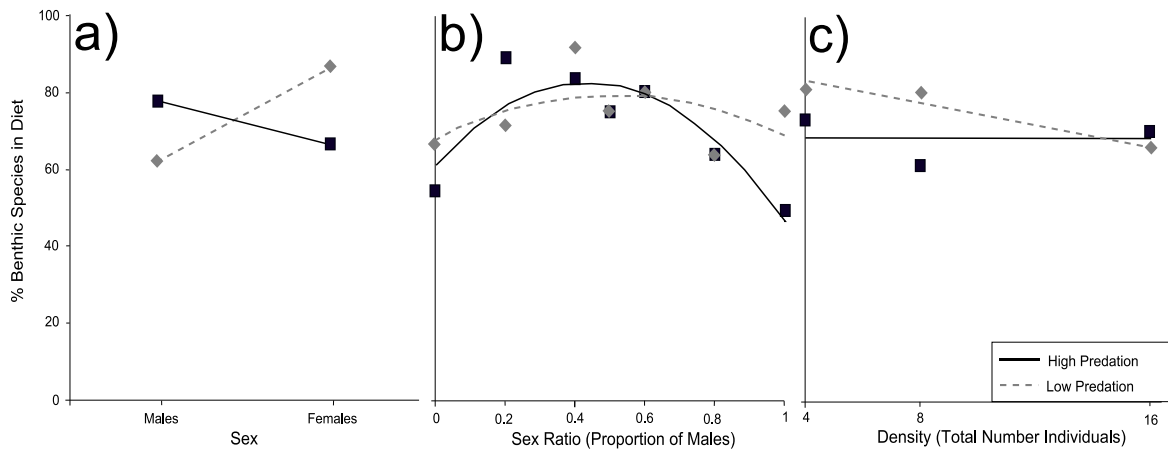 a)
b)
c)
% Benthic Species in Diet
100
80
60
40
20
0
Males Females
Sex
0 0.2 0.4 0.6 0.8 1
Sex Ratio (Proportion of Males)
4 8 16
Density (Total Number Individuals)
High Predation
Low Predation